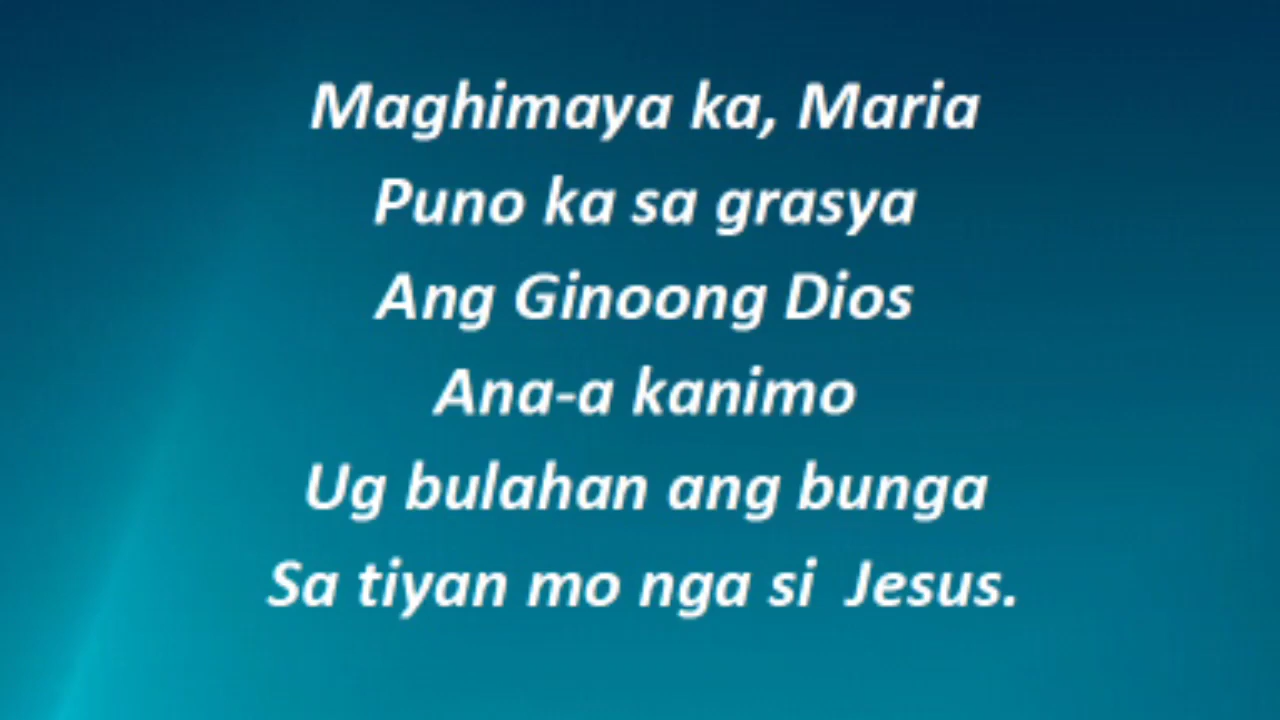 Maghimaya ka, Maria
Puno ka sa grasya
Ang Ginoong Dios
Ana-a kanimo
Ug bulahan ang bunga
Sa tiyan mo nga si Jesus.